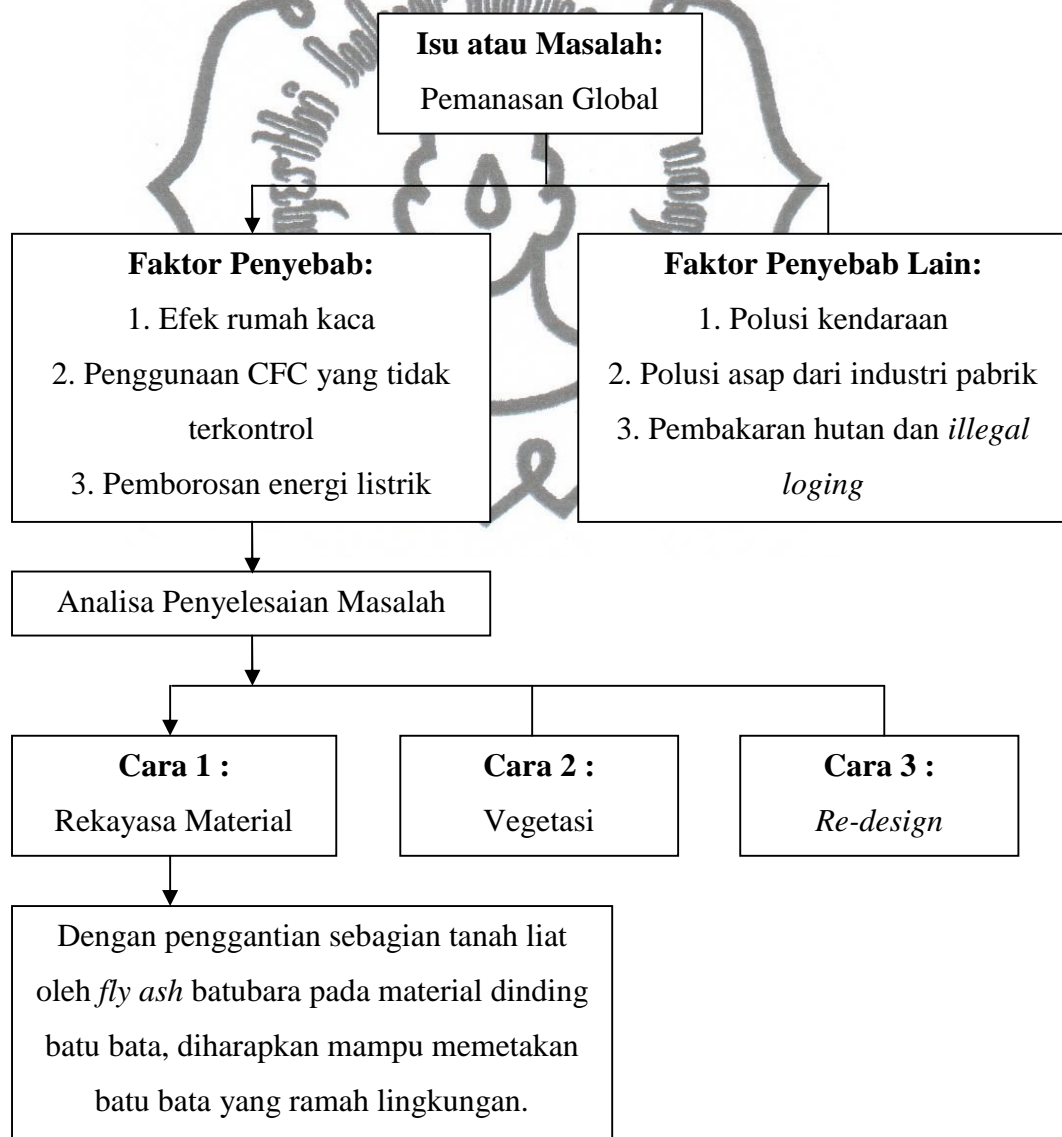 Isu atau Masalah:
Pemanasan Global
Faktor Penyebab:
1. Efek rumah kaca
2. Penggunaan CFC yang tidak
terkontrol
3. Pemborosan energi listrik
Faktor Penyebab Lain:
1. Polusi kendaraan
2. Polusi asap dari industri pabrik
3. Pembakaran hutan dan illegal
loging
Analisa Penyelesaian Masalah
Cara 1 :
Rekayasa Material
Cara 2 :
Vegetasi
Cara 3 :
Re-design
Dengan penggantian sebagian tanah liat
oleh fly ash batubara pada material dinding
batu bata, diharapkan mampu memetakan
batu bata yang ramah lingkungan.